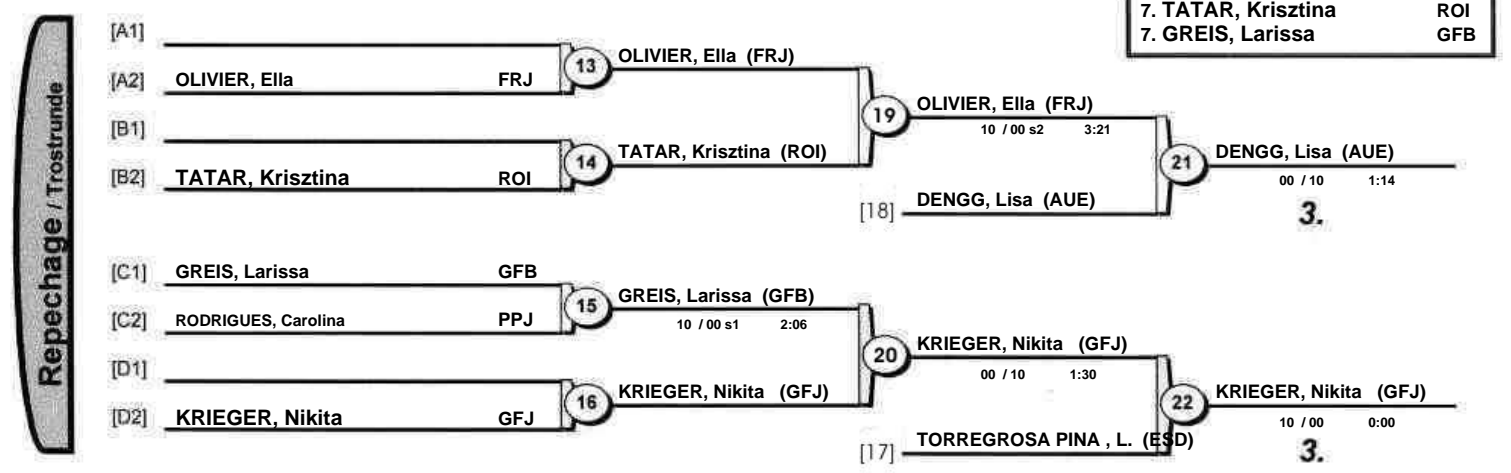 7. TATAR, Krisztina ROI
7. GREIS, Larissa GFB
Repechage / Trostrunde
[A1]
[A2] OLIVIER, Ella FRJ
13 OLIVIER, Ella (FRJ)
[B1]
[B2] TATAR, Krisztina ROI
14 TATAR, Krisztina (ROI)
19 OLIVIER, Ella (FRJ)
10 / 00 s2 3:21
[18] DENGG, Lisa (AUE)
21 DENGG, Lisa (AUE)
00 / 10 1:14
3.
[C1] GREIS, Larissa GFB
[C2] RODRIGUES, Carolina PPJ
15 GREIS, Larissa (GFB)
10 / 00 s1 2:06
[D1]
[D2] KRIEGER, Nikita GFJ
16 KRIEGER, Nikita (GFJ)
20 KRIEGER, Nikita (GFJ)
00 / 10 1:30
[17] TORREGROSA PINA , L. (ESD)
22 KRIEGER, Nikita (GFJ)
10 / 00 0:00
3.